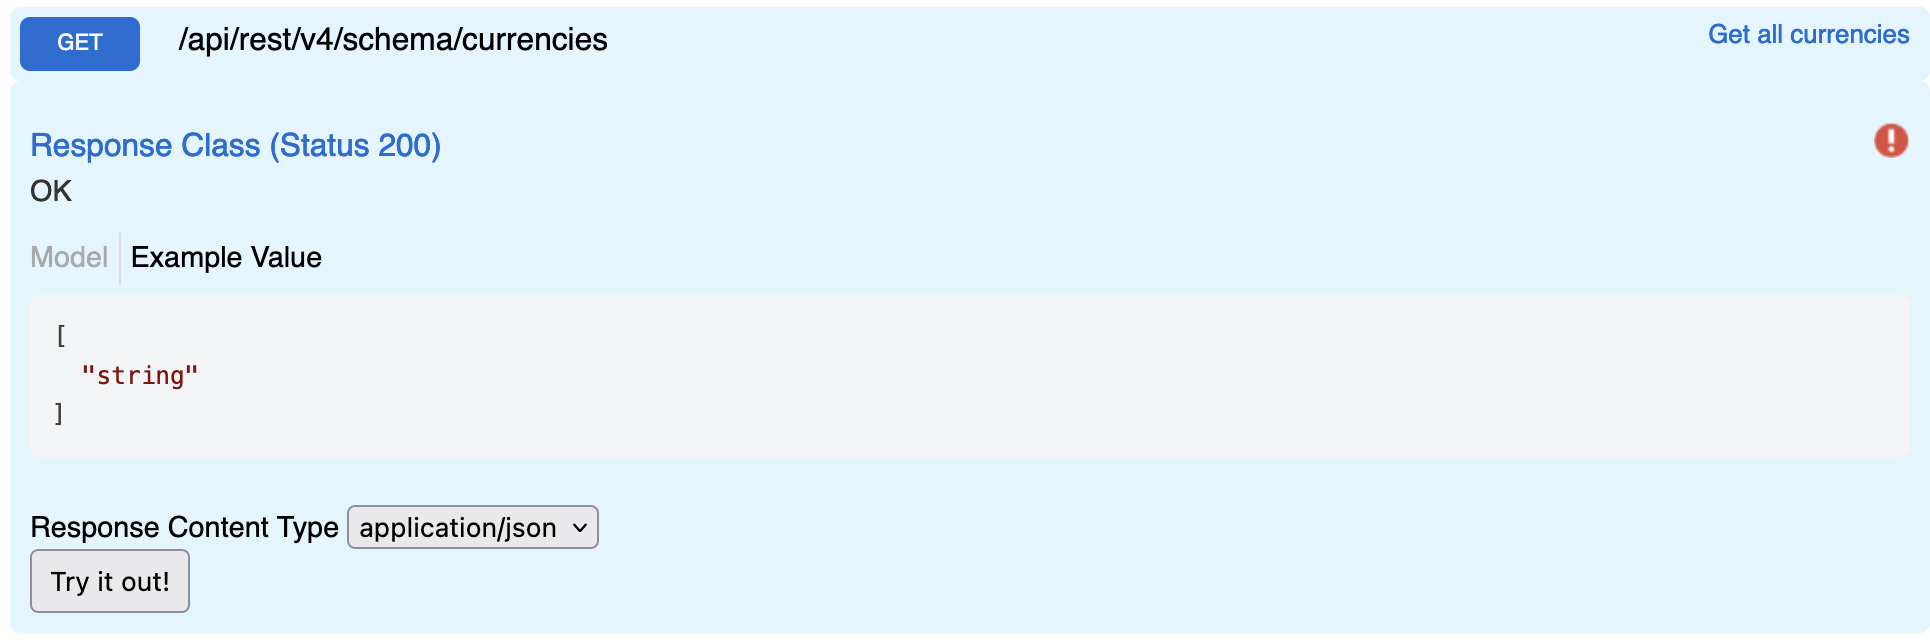 GET /api/rest/v4/schema/currencies Get all currencies
Response Class (Status 200)
OK
Model Example Value
[
"string"
]
Response Content Type application/json
Try it out!